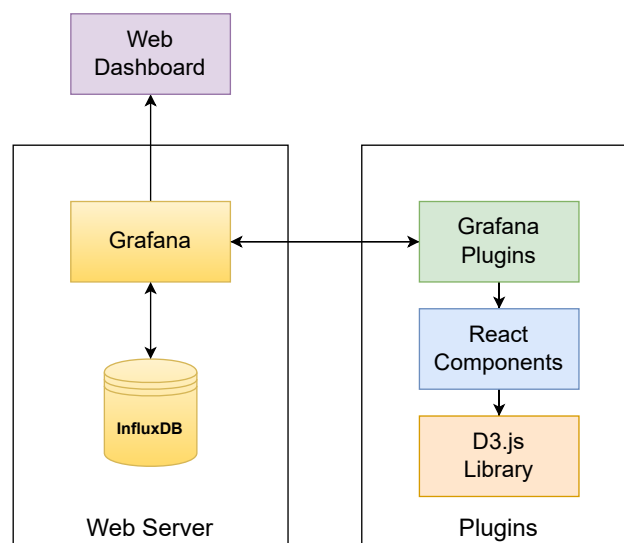 Web
Dashboard
Grafana
Grafana
Plugins
React
Components
InfluxDB
D3.js
Library
Web Server
Plugins